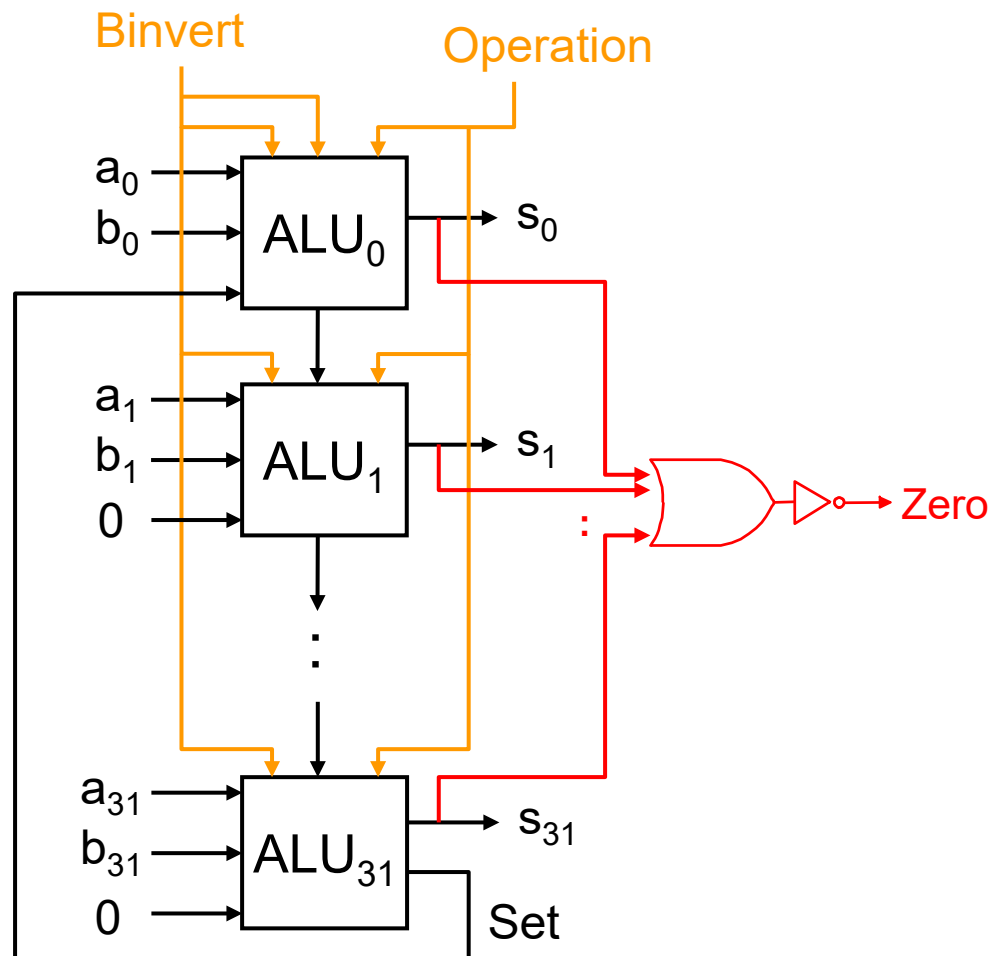 Binvert
Operation
a₀
b₀
ALU₀
s₀
a₁
b₁
0
ALU₁
s₁
:
Zero
:
a₃₁
b₃₁
0
ALU₃₁
s₃₁
Set